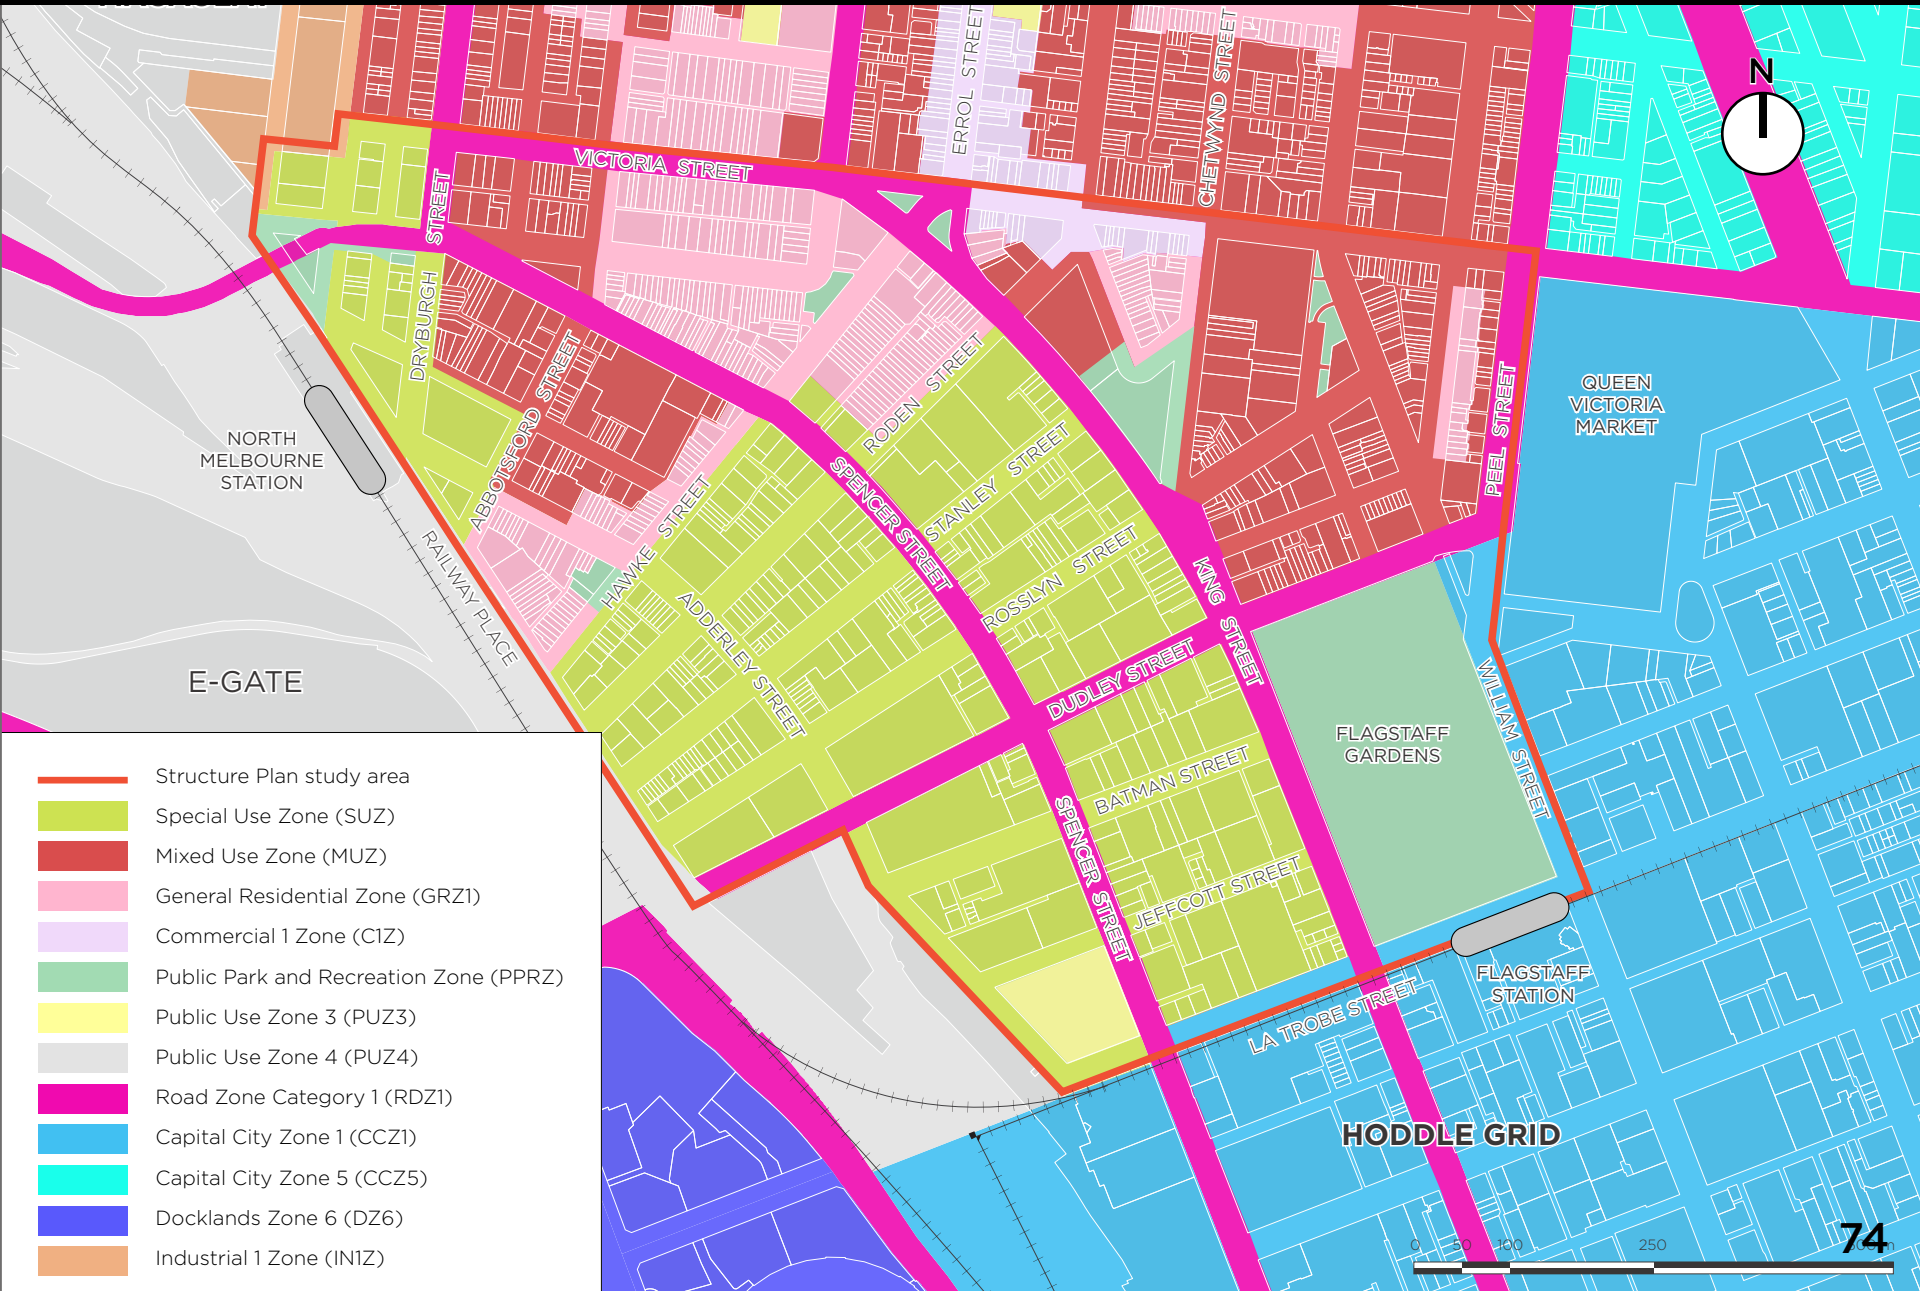 ERROL STREET
CHETWYND STREET
N
VICTORIA STREET
STREET
DRYBURGH
ABBOTSFORD STREET
RODEN STREET
QUEEN
VICTORIA
MARKET
PEEL STREET
NORTH
MELBOURNE
STATION
SPENCER STREET
STANLEY STREET
HAWKE STREET
ROSSLYN STREET
RAILWAY PLACE
ADDERLEY STREET
KING STREET
E-GATE
DUDLEY STREET
WILLIAM STREET
FLAGSTAFF
GARDENS
BATMAN STREET
SPENCER STREET
JEFFCOTT STREET
FLAGSTAFF
STATION
LA TROBE STREET
HODDLE GRID
Structure Plan study area
Special Use Zone (SUZ)
Mixed Use Zone (MUZ)
General Residential Zone (GRZ1)
Commercial 1 Zone (C1Z)
Public Park and Recreation Zone (PPRZ)
Public Use Zone 3 (PUZ3)
Public Use Zone 4 (PUZ4)
Road Zone Category 1 (RDZ1)
Capital City Zone 1 (CCZ1)
Capital City Zone 5 (CCZ5)
Docklands Zone 6 (DZ6)
Industrial 1 Zone (IN1Z)
0 50 100 250
74